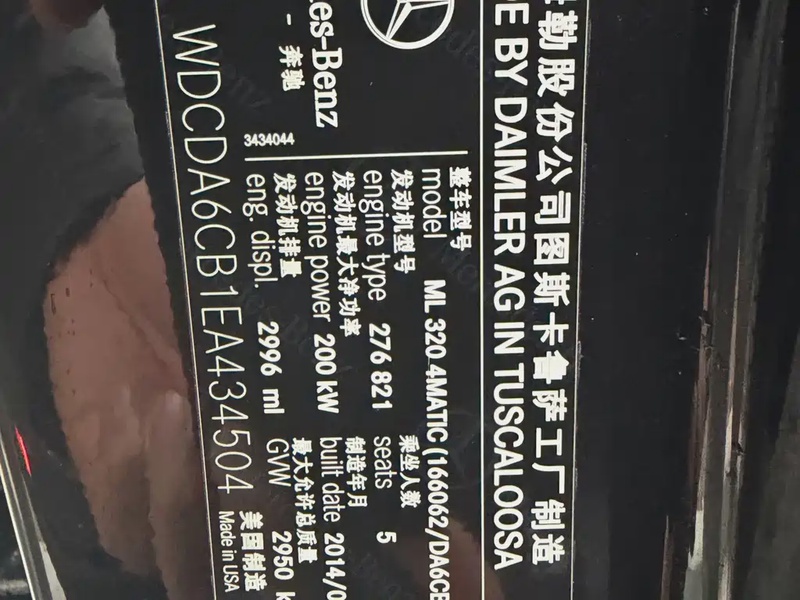 勒股份公司图斯卡鲁萨工厂制造
E BY DAIMLER AG IN TUSCALOOSA
es-Benz
- 奔驰
3434044
整车型号
model ML 320 4MATIC (166062/DA6CB
发动机型号 乘坐人数
engine type 276 821 seats 5
发动机最大净功率 制造年月
engine power 200 kW built date 2014/0
发动机排量 最大允许总质量
eng. displ. 2996 ml GVW 2950 k
美国制造
Made in USA
WDCDA6CB1EA434504